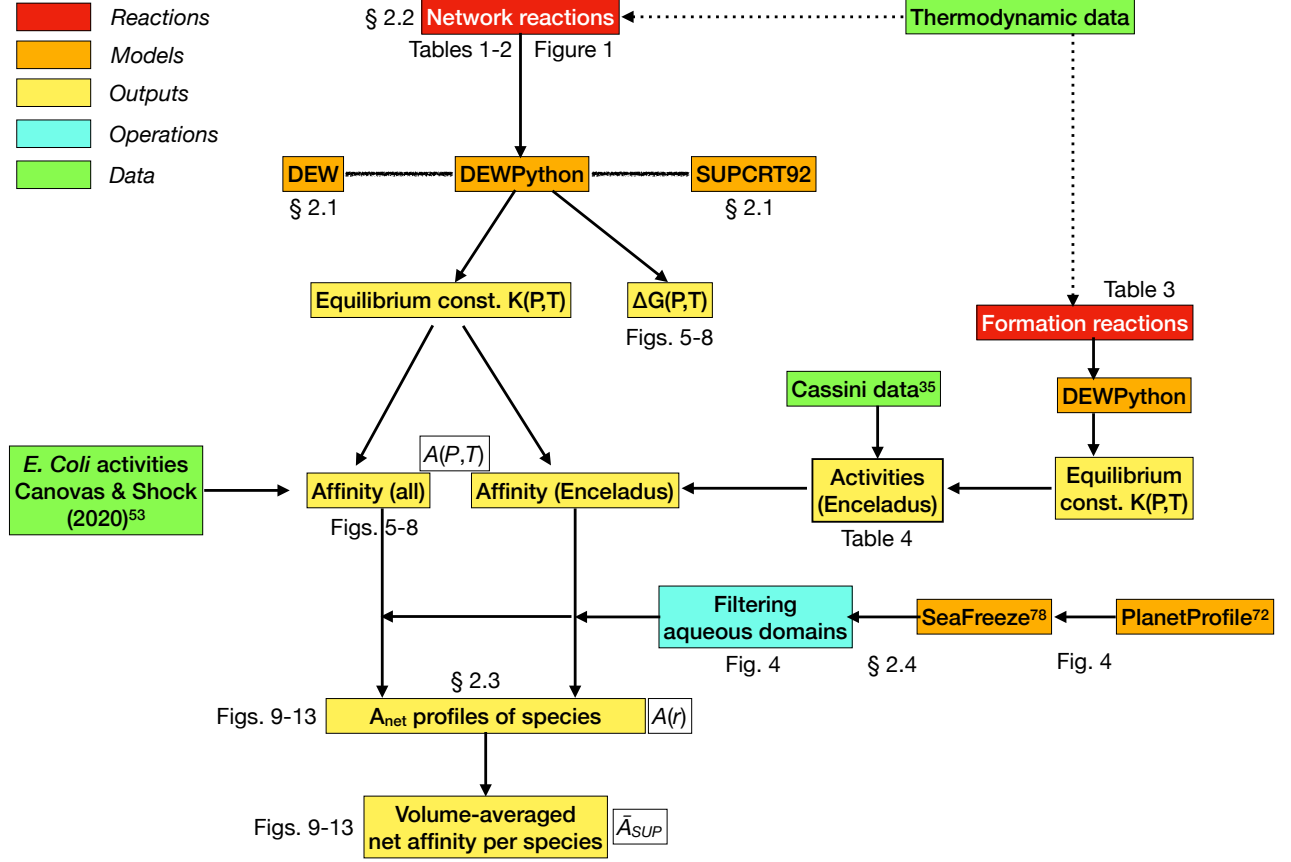 Reactions
Models
Outputs
Operations
Data
§ 2.2
Network reactions
Thermodynamic data
Tables 1-2
Figure 1
DEW
DEWPython
SUPCRT92
§ 2.1
§ 2.1
Equilibrium const. K(P,T)
ΔG(P,T)
Figs. 5-8
Table 3
Formation reactions
DEWPython
Cassini data³⁵
Equilibrium
const. K(P,T)
Activities
(Enceladus)
Table 4
A(P,T)
E. Coli activities
Canovas & Shock
(2020)⁵³
Affinity (all)
Affinity (Enceladus)
Figs. 5-8
Filtering
aqueous domains
Fig. 4
§ 2.4
SeaFreeze⁷⁸
PlanetProfile⁷²
Fig. 4
§ 2.3
Figs. 9-13
Aₙₑₜ profiles of species
A(r)
Figs. 9-13
Volume-averaged
net affinity per species
Ā_SUP